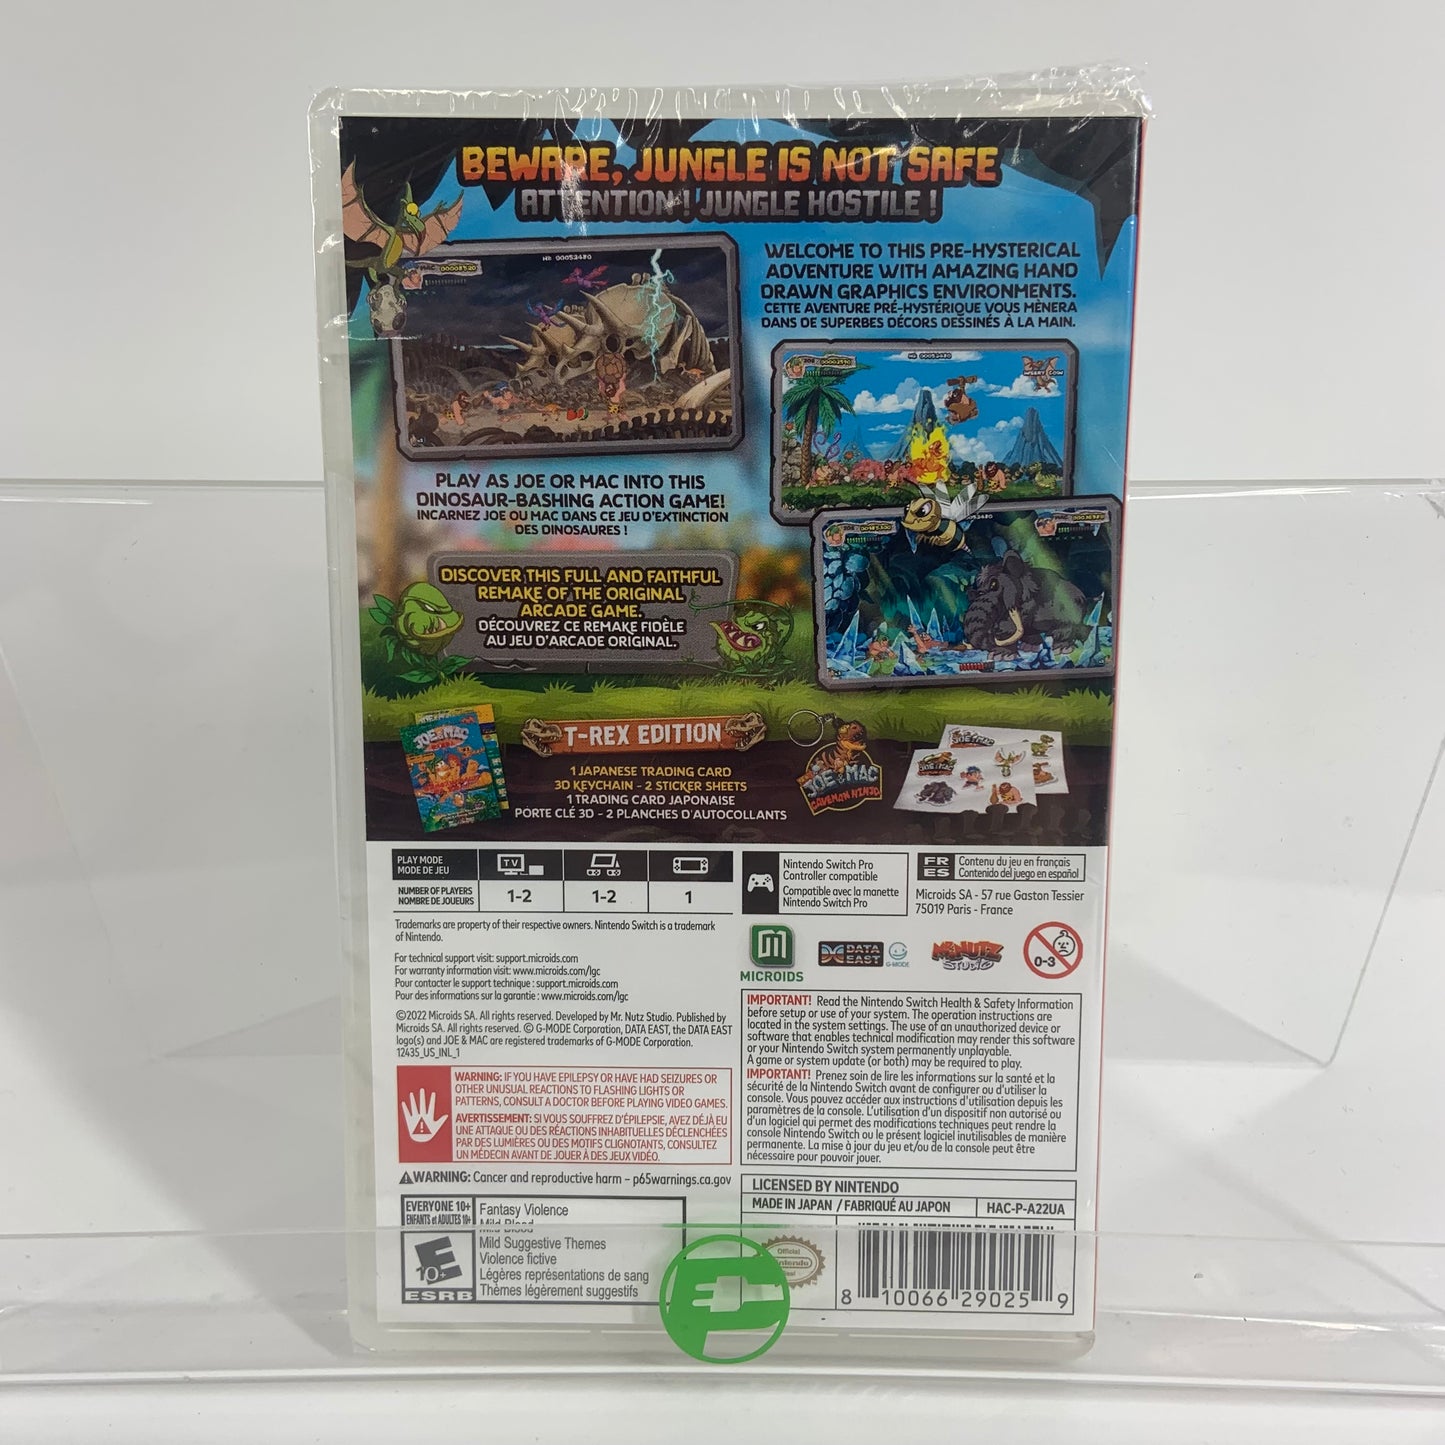 BEWARE, JUNGLE IS NOT SAFE
ATTENTION ! JUNGLE HOSTILE !
WELCOME TO THIS PRE-HYSTERICAL
ADVENTURE WITH AMAZING HAND
DRAWN GRAPHICS ENVIRONMENTS.
CETTE AVENTURE PRÉ-HYSTÉRIQUE VOUS MÈNERA
DANS DE SUPERBES DÉCORS DESSINÉS À LA MAIN.
PLAY AS JOE OR MAC INTO THIS
DINOSAUR-BASHING ACTION GAME!
INCARNEZ JOE OU MAC DANS CE JEU D'EXTINCTION
DES DINOSAURES !
DISCOVER THIS FULL AND FAITHFUL
REMAKE OF THE ORIGINAL
ARCADE GAME.
DÉCOUVREZ CE REMAKE FIDÈLE
AU JEU D'ARCADE ORIGINAL.
JOE & MAC
T-REX EDITION
1 JAPANESE TRADING CARD
3D KEYCHAIN - 2 STICKER SHEETS
1 TRADING CARD JAPONAISE
PORTE CLÉ 3D - 2 PLANCHES D'AUTOCOLLANTS
JOE & MAC
CAVEMAN NINJA
PLAY MODE
MODE DE JEU
TV
NUMBER OF PLAYERS
NOMBRE DE JOUEURS
1-2
1-2
1
Nintendo Switch Pro
Controller compatible
Compatible avec la manette
Nintendo Switch Pro
FR
ES
Contenu du jeu en français
Contenido del juego en español
Microids SA - 57 rue Gaston Tessier
75019 Paris - France
Trademarks are property of their respective owners. Nintendo Switch is a trademark
of Nintendo.
For technical support visit: support.microids.com
For warranty information visit: www.microids.com/lgc
Pour contacter le support technique : support.microids.com
Pour des informations sur la garantie : www.microids.com/lgc
©2022 Microids SA. All rights reserved. Developed by Mr. Nutz Studio. Published by
Microids SA. All rights reserved. © G-MODE Corporation, DATA EAST, the DATA EAST
logo(s) and JOE & MAC are registered trademarks of G-MODE Corporation.
12435_US_INL_1
MICROIDS
DATA
EAST
G-MODE
MR NUTZ
STUDIO
0-3
WARNING: IF YOU HAVE EPILEPSY OR HAVE HAD SEIZURES OR
OTHER UNUSUAL REACTIONS TO FLASHING LIGHTS OR
PATTERNS, CONSULT A DOCTOR BEFORE PLAYING VIDEO GAMES.
AVERTISSEMENT: SI VOUS SOUFFREZ D'ÉPILEPSIE, AVEZ DÉJÀ EU
UNE ATTAQUE OU DES RÉACTIONS INHABITUELLES DÉCLENCHÉES
PAR DES LUMIÈRES OU DES MOTIFS CLIGNOTANTS, CONSULTEZ
UN MÉDECIN AVANT DE JOUER À DES JEUX VIDÉO.
WARNING: Cancer and reproductive harm – p65warnings.ca.gov
IMPORTANT! Read the Nintendo Switch Health & Safety Information
before setup or use of your system. The operation instructions are
located in the system settings. The use of an unauthorized device or
software that enables technical modification may render this software
or your Nintendo Switch system permanently unplayable.
A game or system update (or both) may be required to play.
IMPORTANT! Prenez soin de lire les informations sur la santé et la
sécurité de la Nintendo Switch avant de configurer ou d'utiliser la
console. Vous pouvez accéder aux instructions d'utilisation depuis les
paramètres de la console. L'utilisation d'un dispositif non autorisé ou
d'un logiciel qui permet des modifications techniques peut rendre la
console Nintendo Switch ou le présent logiciel inutilisables de manière
permanente. La mise à jour du jeu et/ou de la console peut être
nécessaire pour pouvoir jouer.
LICENSED BY NINTENDO
MADE IN JAPAN / FABRIQUÉ AU JAPON
HAC-P-A22UA
EVERYONE 10+
ENFANTS et ADULTES 10+
E
10+
ESRB
Fantasy Violence
Mild Blood
Mild Suggestive Themes
Violence fictive
Légères représentations de sang
Thèmes légèrement suggestifs
Official
Nintendo
Seal
8 10066 29025 9